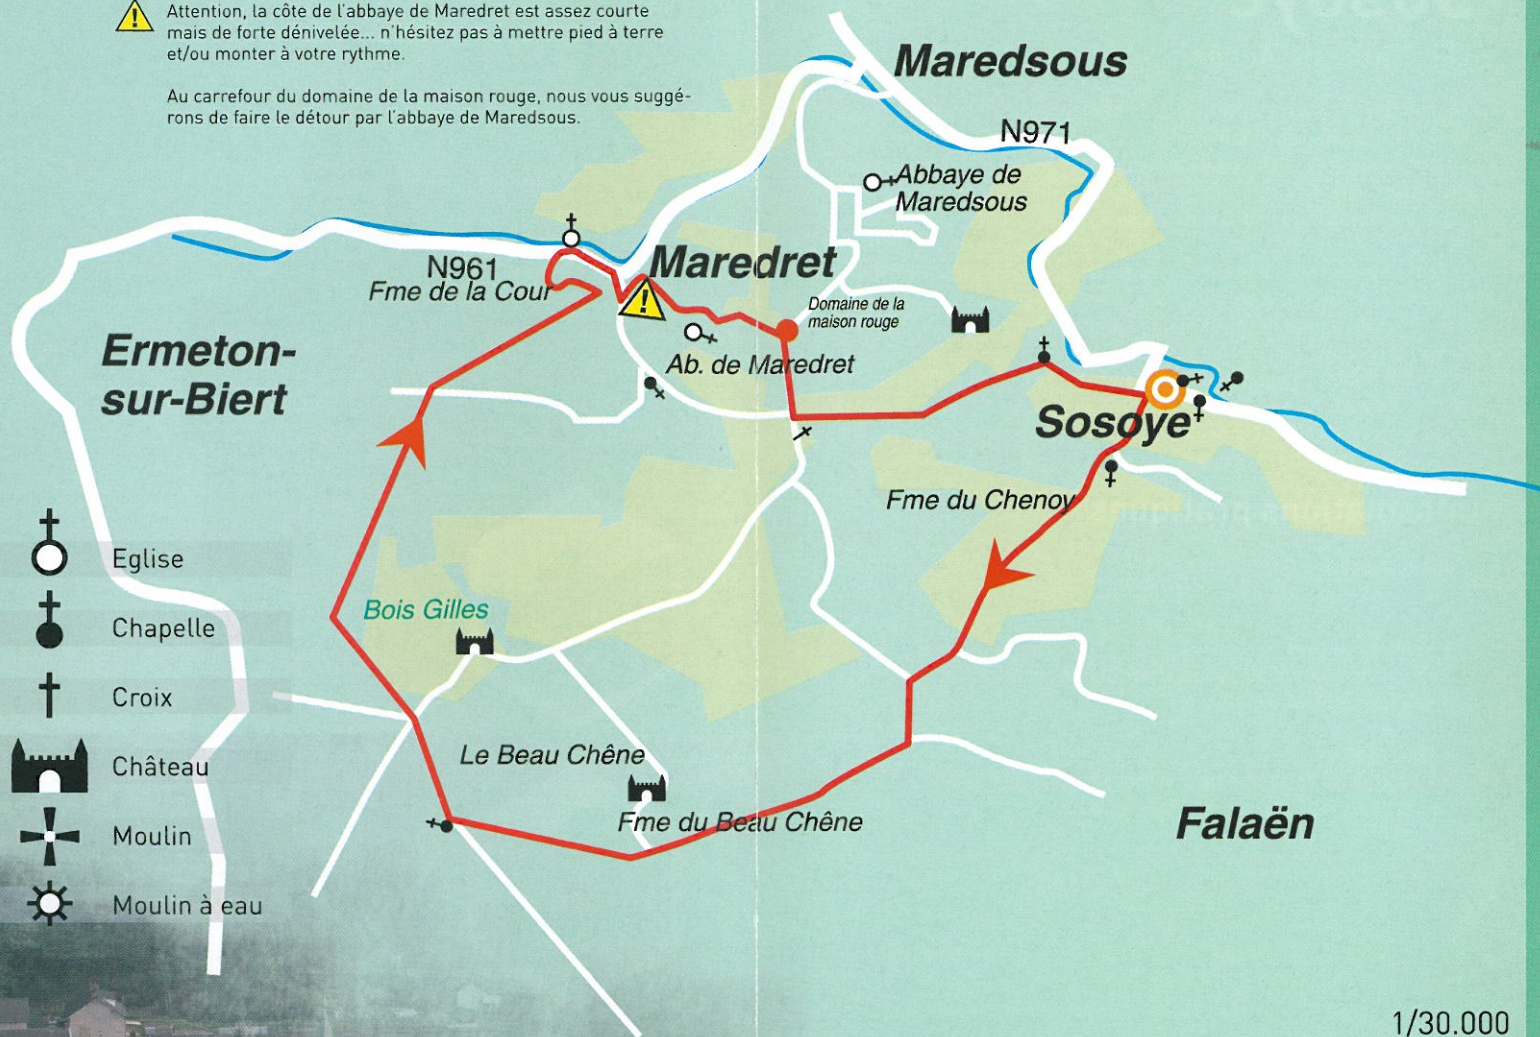 Attention, la côte de l'abbaye de Maredret est assez courte
mais de forte dénivelée... n'hésitez pas à mettre pied à terre
et/ou monter à votre rythme.
Au carrefour du domaine de la maison rouge, nous vous suggé-
rons de faire le détour par l'abbaye de Maredsous.
Maredsous
N971
Abbaye de
Maredsous
N961
Maredret
Fme de la Cour
Domaine de la
maison rouge
Ermeton-
sur-Biert
Ab. de Maredret
Sosoye
Fme du Chenoy
Bois Gilles
Le Beau Chêne
Fme du Beau Chêne
Falaën
Eglise
Chapelle
Croix
Château
Moulin
Moulin à eau
1/30.000